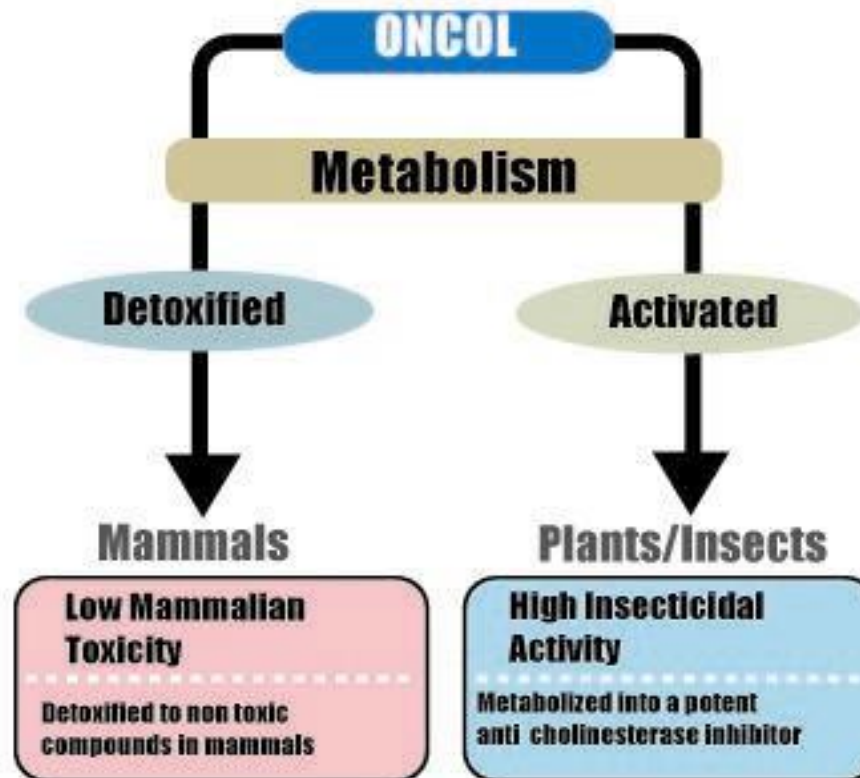 ONCOL
Metabolism
Detoxified
Activated
Mammals
Low Mammalian
Toxicity
Detoxified to non toxic
compounds in mammals
Plants/Insects
High Insecticidal
Activity
Metabolized into a potent
anti cholinesterase inhibitor